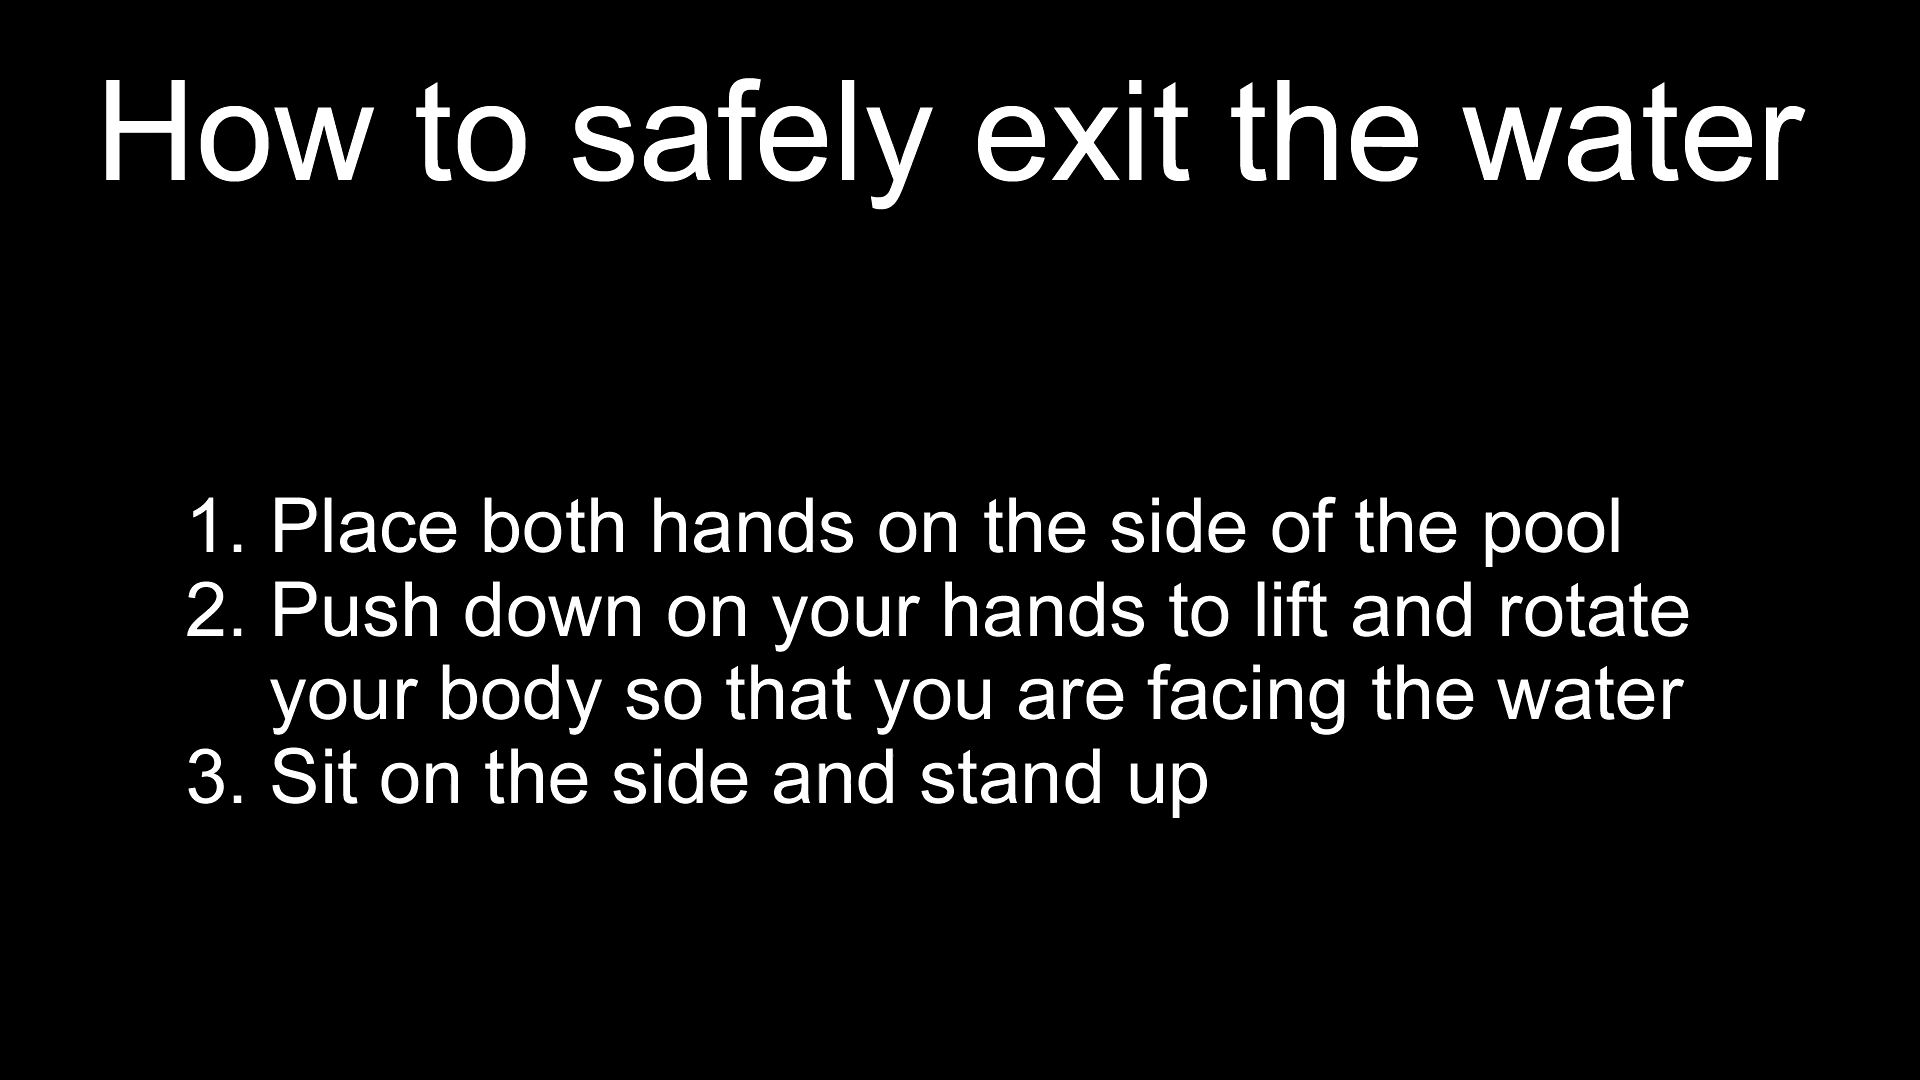 How to safely exit the water
1. Place both hands on the side of the pool
2. Push down on your hands to lift and rotate
your body so that you are facing the water
3. Sit on the side and stand up